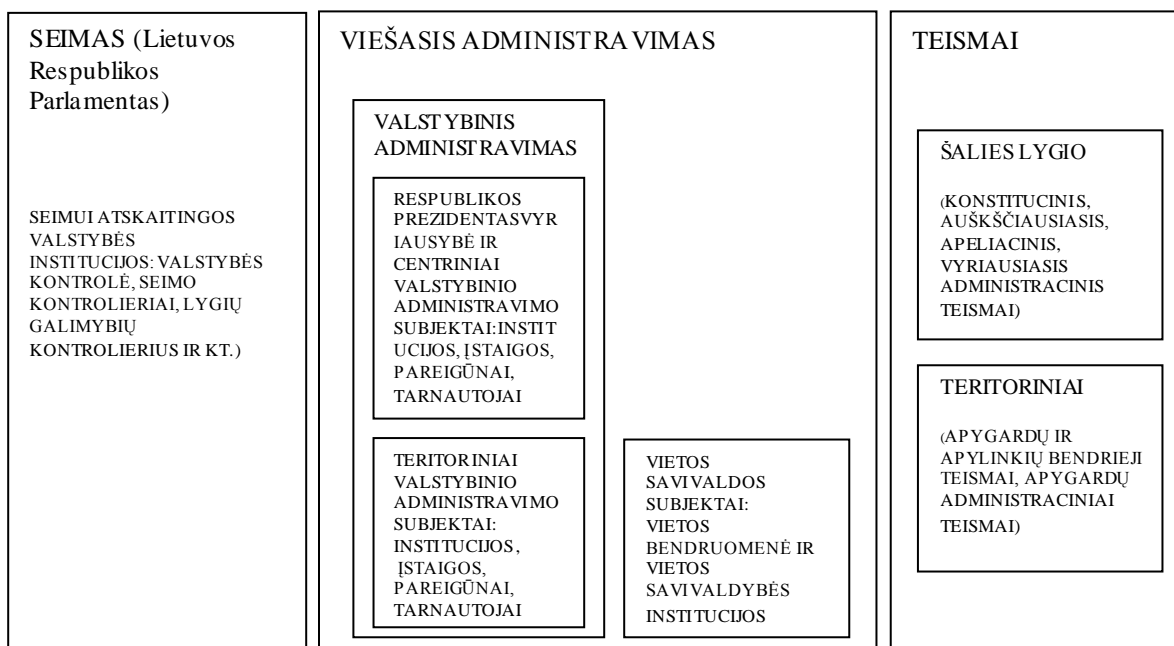 SEIMAS (Lietuvos
Respublikos
Parlamentas)
SEIMUI ATSKAITINGOS
VALSTYBĖS
INSTITUCIJOS: VALSTYBĖS
KONTROLĖ, SEIMO
KONTROLIERIAI, LYGIŲ
GALIMYBIŲ
KONTROLIERIUS IR KT.)
VIEŠASIS ADMINISTRAVIMAS
VALSTYBINIS
ADMINISTRAVIMAS
RESPUBLIKOS
PREZIDENTASVYR
IAUSYBĖ IR
CENTRINIAI
VALSTYBINIO
ADMINISTRAVIMO
SUBJEKTAI:INSTIT
UCIJOS, ĮSTAIGOS,
PAREIGŪNAI,
TARNAUTOJAI
TERITORINIAI
VALSTYBINIO
ADMINISTRAVIMO
SUBJEKTAI:
INSTITUCIJOS,
ĮSTAIGOS,
PAREIGŪNAI,
TARNAUTOJAI
VIETOS
SAVIVALDOS
SUBJEKTAI:
VIETOS
BENDRUOMENĖ IR
VIETOS
SAVIVALDYBĖS
INSTITUCIJOS
TEISMAI
ŠALIES LYGIO
(KONSTITUCINIS,
AUŠKŠČIAUSIASIS,
APELIACINIS,
VYRIAUSIASIS
ADMINISTRACINIS
TEISMAI)
TERITORINIAI
(APYGARDŲ IR
APYLINKIŲ BENDRIEJI
TEISMAI, APYGARDŲ
ADMINISTRACINIAI
TEISMAI)